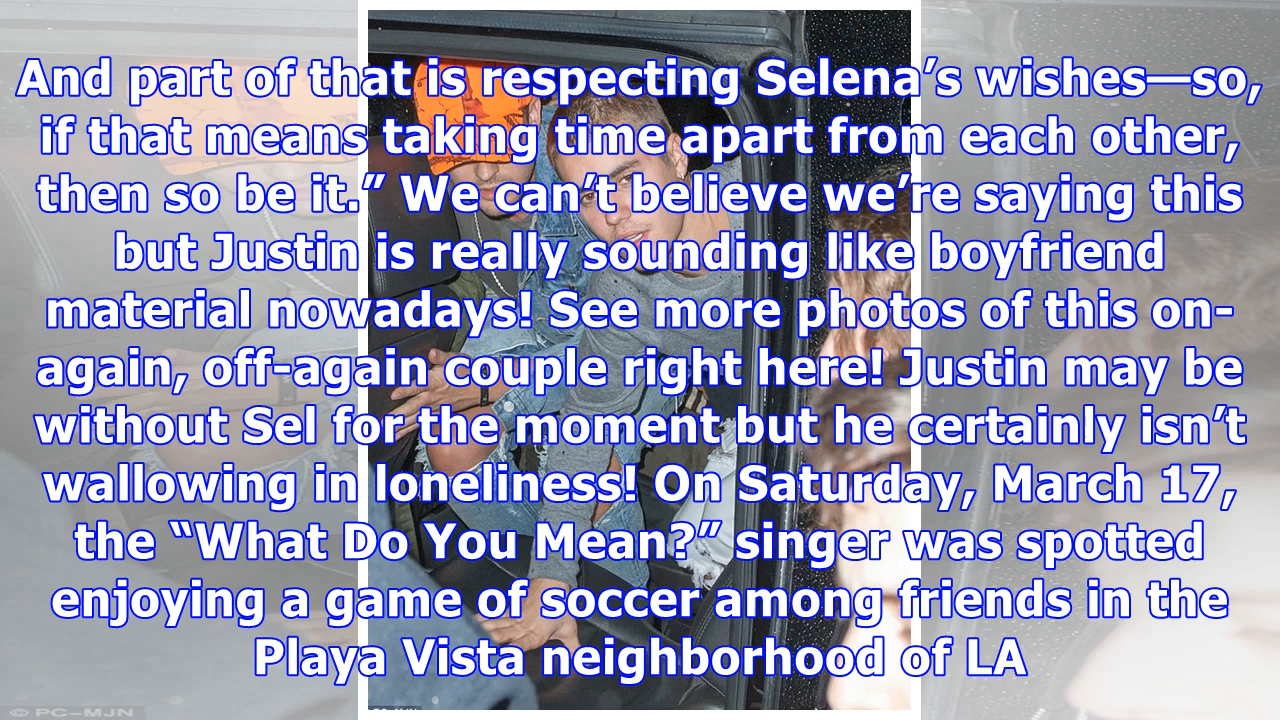 And part of that is respecting Selena’s wishes—so,
if that means taking time apart from each other,
then so be it.” We can’t believe we’re saying this
but Justin is really sounding like boyfriend
material nowadays! See more photos of this on-
again, off-again couple right here! Justin may be
without Sel for the moment but he certainly isn’t
wallowing in loneliness! On Saturday, March 17,
the “What Do You Mean?” singer was spotted
enjoying a game of soccer among friends in the
Playa Vista neighborhood of LA
© PC-MJN